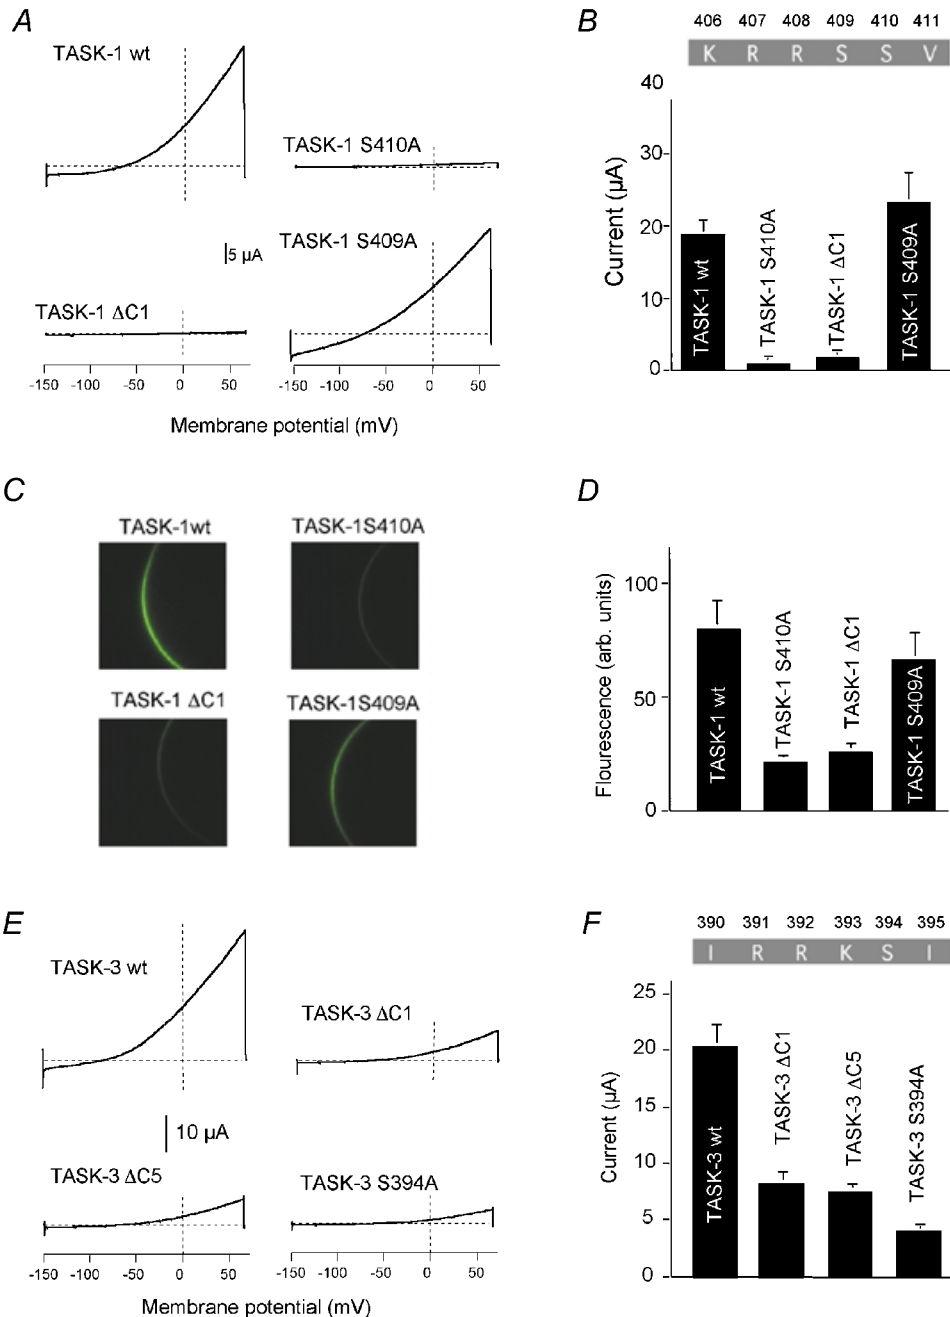 A
TASK-1 wt
TASK-1 S410A
5 µA
TASK-1 S409A
TASK-1 ΔC1
-150 -100 -50 0 50
-150 -100 -50 0 50
Membrane potential (mV)
B
406 407 408 409 410 411
K R R S S V
40
30
20
10
0
Current (µA)
TASK-1 wt
TASK-1 S410A
TASK-1 ΔC1
TASK-1 S409A
C
TASK-1wt
TASK-1S410A
TASK-1 ΔC1
TASK-1S409A
D
100
50
0
Flourescence (arb. units)
TASK-1 wt
TASK-1 S410A
TASK-1 ΔC1
TASK-1 S409A
E
TASK-3 wt
TASK-3 ΔC1
10 µA
TASK-3 ΔC5
TASK-3 S394A
-150 -100 -50 0 50
-150 -100 -50 0 50
Membrane potential (mV)
F
390 391 392 393 394 395
I R R K S I
25
20
15
10
5
0
Current (µA)
TASK-3 wt
TASK-3 ΔC1
TASK-3 ΔC5
TASK-3 S394A